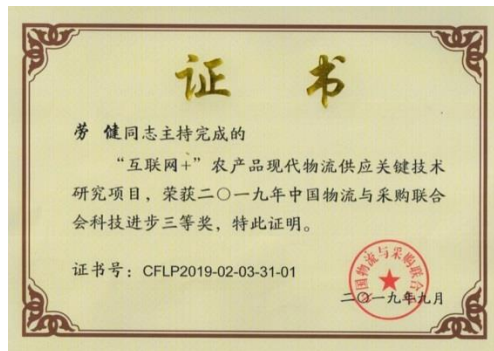 证书
劳 健同志主持完成的
“互联网+”农产品现代物流供应关键技术
研究项目，荣获二〇一九年中国物流与采购联合
会科技进步三等奖，特此证明。
证书号：CFLP2019-02-03-31-01
国物流与采购联合
二〇一九年九月